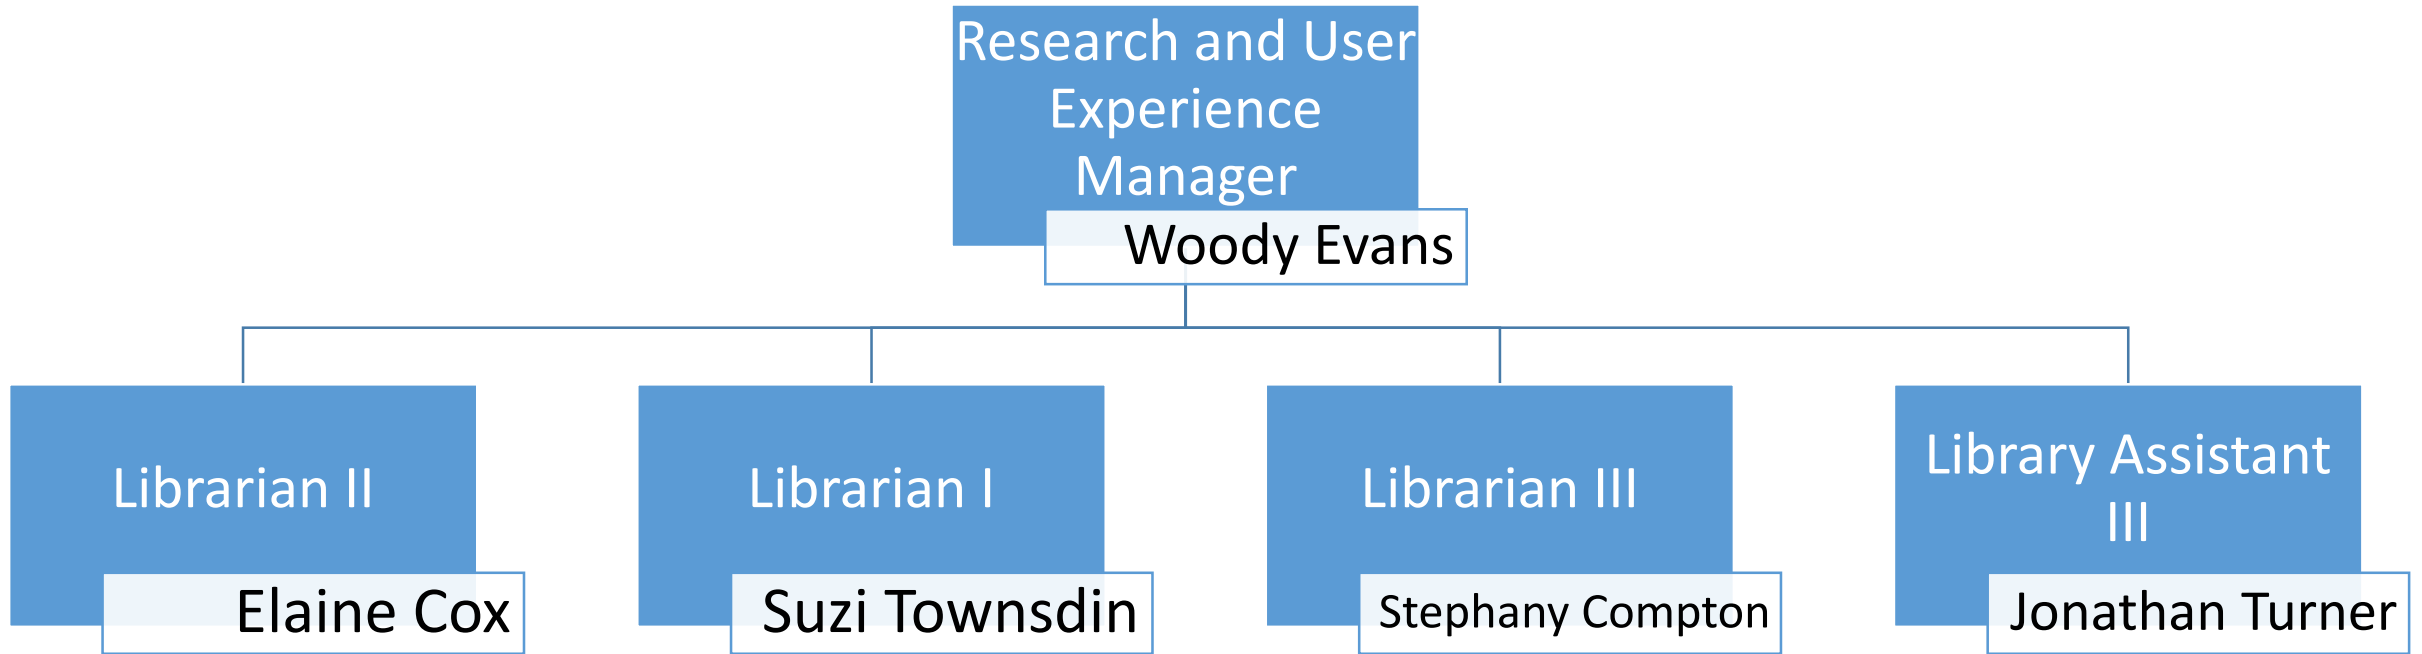 Research and User
Experience
Manager
Woody Evans
Librarian II
Elaine Cox
Librarian I
Suzi Townsdin
Librarian III
Stephany Compton
Library Assistant
III
Jonathan Turner